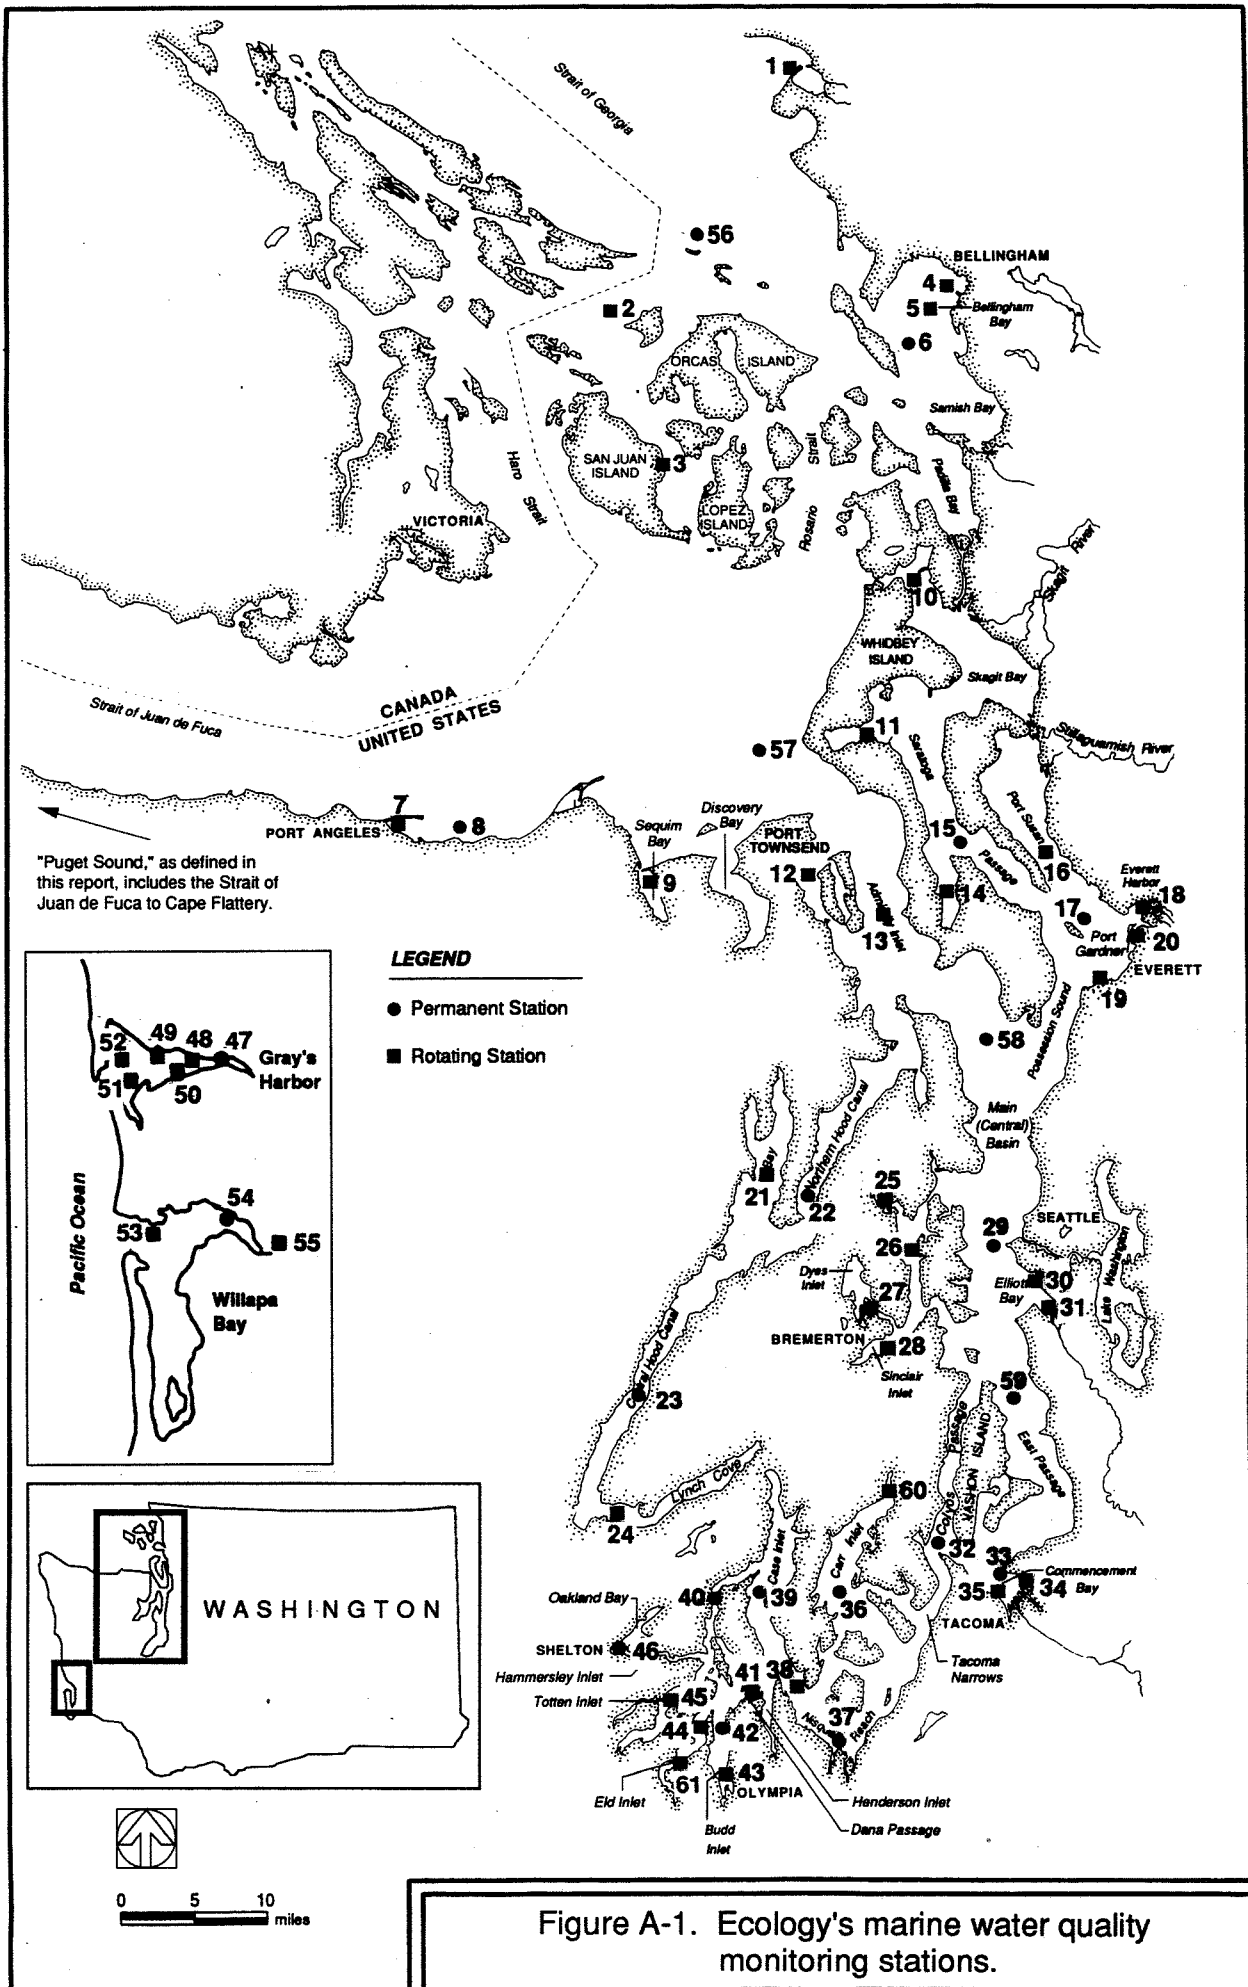 1
Strait of Georgia
56
BELLINGHAM
4
5
Bellingham
Bay
6
2
ORCAS ISLAND
Samish Bay
SAN JUAN
ISLAND
3
Haro Strait
LOPEZ
ISLAND
Rosario Strait
Padilla Bay
VICTORIA
Skagit River
10
WHIDBEY
ISLAND
Skagit Bay
CANADA
UNITED STATES
Strait of Juan de Fuca
11
57
Saratoga Passage
Stillaguamish River
Port Susan
7
PORT ANGELES
8
Sequim
Bay
9
Discovery
Bay
PORT
TOWNSEND
12
15
16
14
Admiralty Inlet
13
Everett
Harbor
18
17
Port
Gardner
20
EVERETT
19
"Puget Sound," as defined in
this report, includes the Strait of
Juan de Fuca to Cape Flattery.
LEGEND
Permanent Station
Rotating Station
52
49
48
47
Gray's
Harbor
51
50
Pacific Ocean
54
53
55
Willapa
Bay
58
Possession Sound
Main
(Central)
Basin
Northern Hood Canal
Bay
21
22
25
26
29
SEATTLE
Lake Washington
Dyes
Inlet
27
Elliott
Bay
30
31
BREMERTON
28
Sinclair
Inlet
Central Hood Canal
23
59
Colvos Passage
VASHON ISLAND
East Passage
Lynch Cove
24
60
32
Case Inlet
Carr Inlet
33
Commencement
Bay
35
34
TACOMA
Tacoma
Narrows
Oakland Bay
40
39
36
SHELTON
46
Hammersley Inlet
41
38
Totten Inlet
45
44
42
37
Reach
61
43
OLYMPIA
Eld Inlet
Budd
Inlet
Henderson Inlet
Dana Passage
WASHINGTON
0 5 10
miles
Figure A-1. Ecology's marine water quality
monitoring stations.